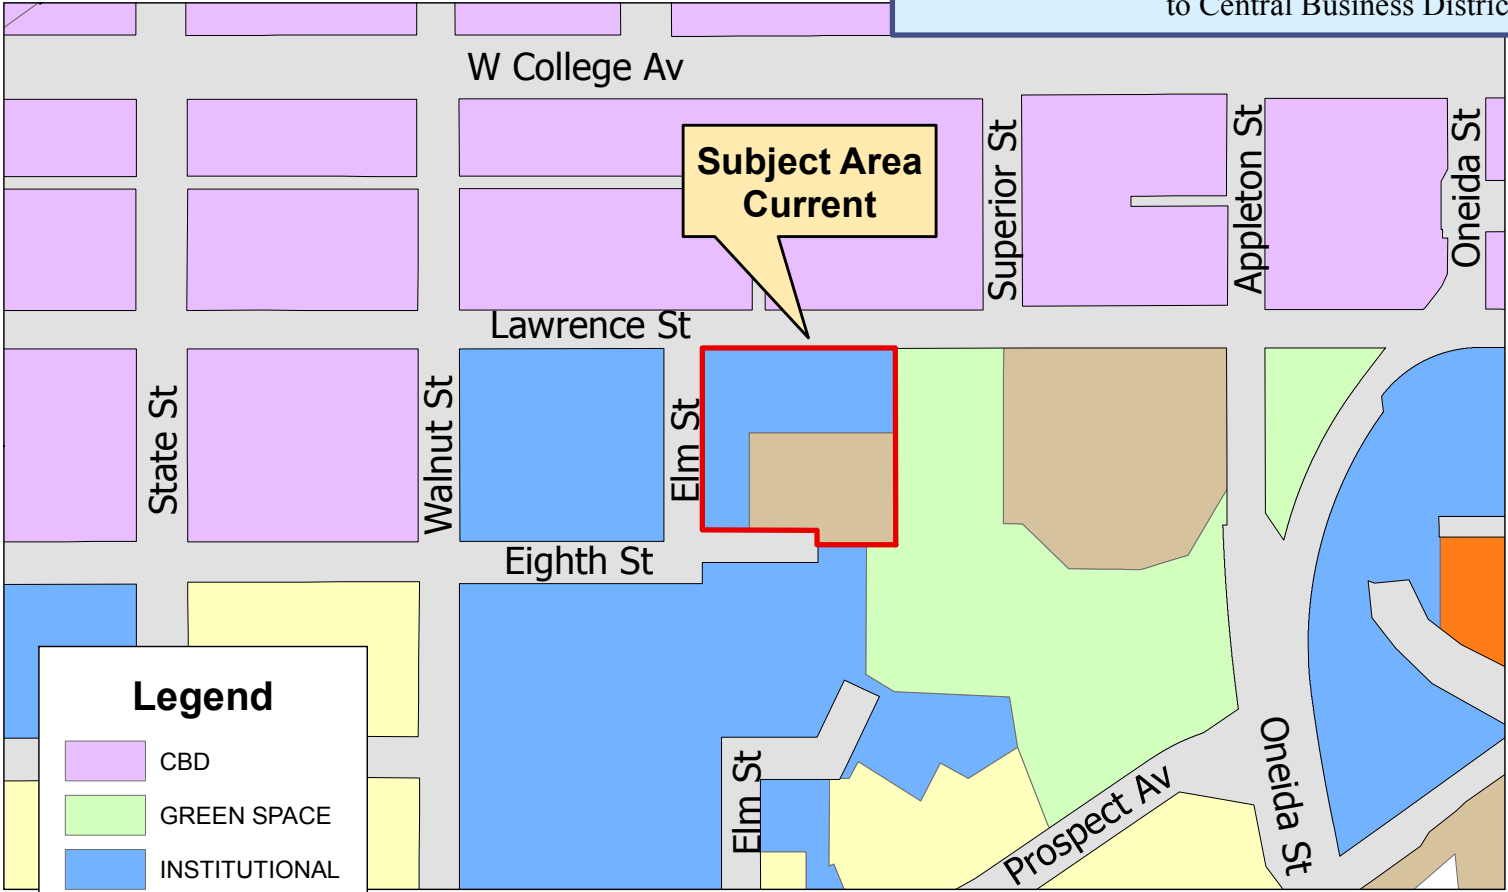 to Central Business Distric
W College Av
Subject Area
Current
Superior St
Appleton St
Oneida St
Lawrence St
State St
Walnut St
Elm St
Eighth St
Legend
CBD
GREEN SPACE
INSTITUTIONAL
Elm St
Prospect Av
Oneida St